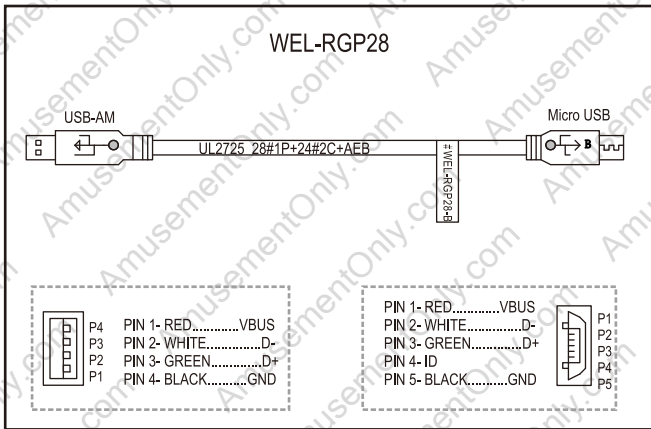 WEL-RGP28
USB-AM
Micro USB
UL2725 28#1P+24#2C+AEB
B
#WEL-RGP28-B
P4
P3
P2
P1
PIN 1- RED...........VBUS
PIN 2- WHITE..............D-
PIN 3- GREEN............D+
PIN 4- BLACK.........GND
PIN 1- RED...........VBUS
PIN 2- WHITE..............D-
PIN 3- GREEN............D+
PIN 4- ID
PIN 5- BLACK.........GND
P1
P2
P3
P4
P5
AmusementOnly.com